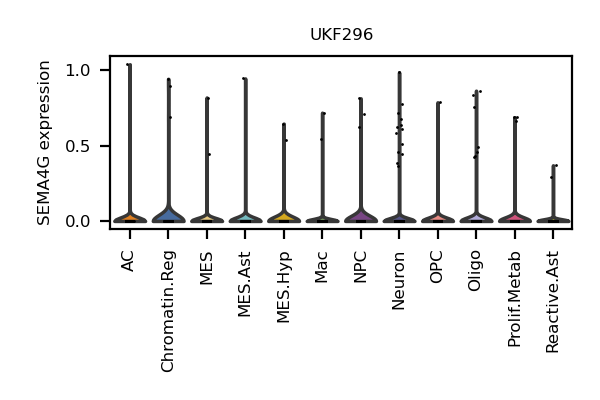 UKF296
SEMA4G expression
1.0
0.5
0.0
AC
Chromatin.Reg
MES
MES.Ast
MES.Hyp
Mac
NPC
Neuron
OPC
Oligo
Prolif.Metab
Reactive.Ast